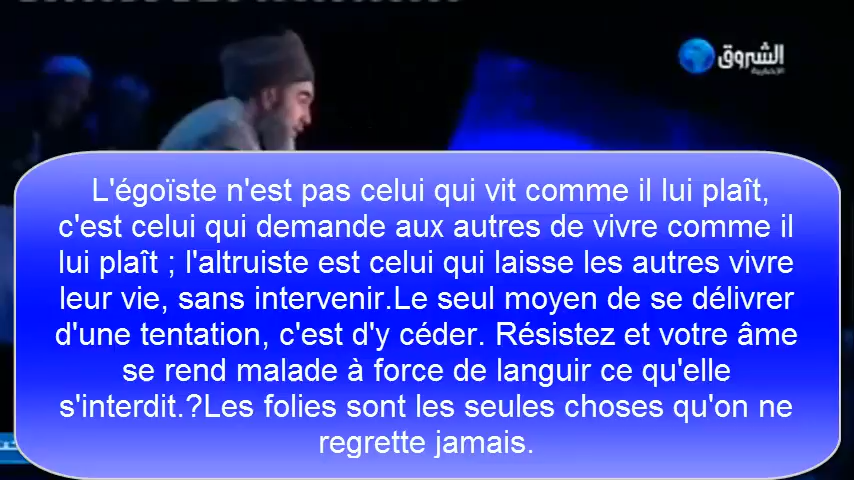 الشروق
الإخبارية
L'égoïste n'est pas celui qui vit comme il lui plaît,
c'est celui qui demande aux autres de vivre comme il
lui plaît ; l'altruiste est celui qui laisse les autres vivre
leur vie, sans intervenir.Le seul moyen de se délivrer
d'une tentation, c'est d'y céder. Résistez et votre âme
se rend malade à force de languir ce qu'elle
s'interdit.?Les folies sont les seules choses qu'on ne
regrette jamais.